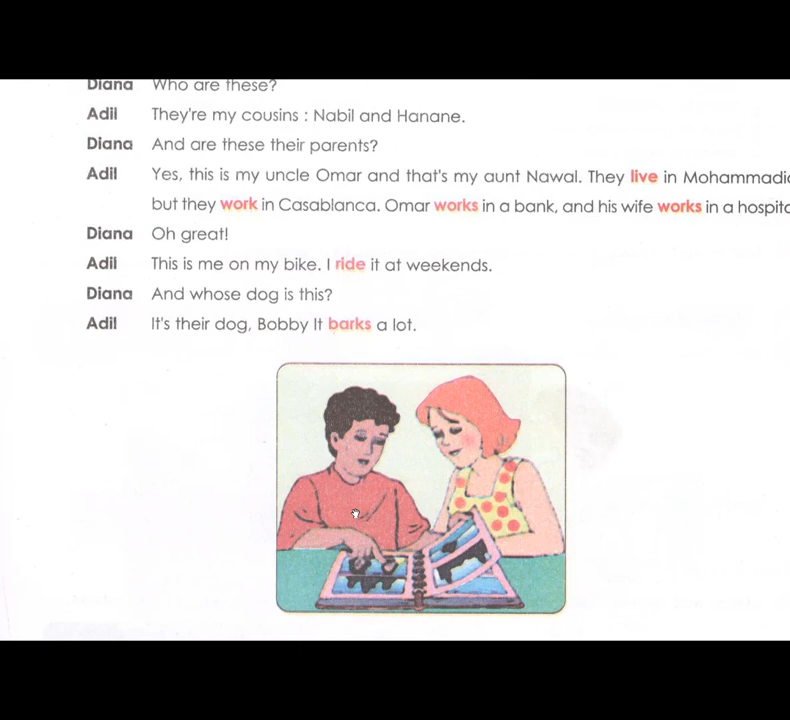 Diana Who are these?
Adil They're my cousins : Nabil and Hanane.
Diana And are these their parents?
Adil Yes, this is my uncle Omar and that's my aunt Nawal. They live in
but they work in Casablanca. Omar works in a bank, and his wife works in a
Diana Oh great!
Adil This is me on my bike. I ride it at weekends.
Diana And whose dog is this?
Adil It's their dog, Bobby It barks a lot.